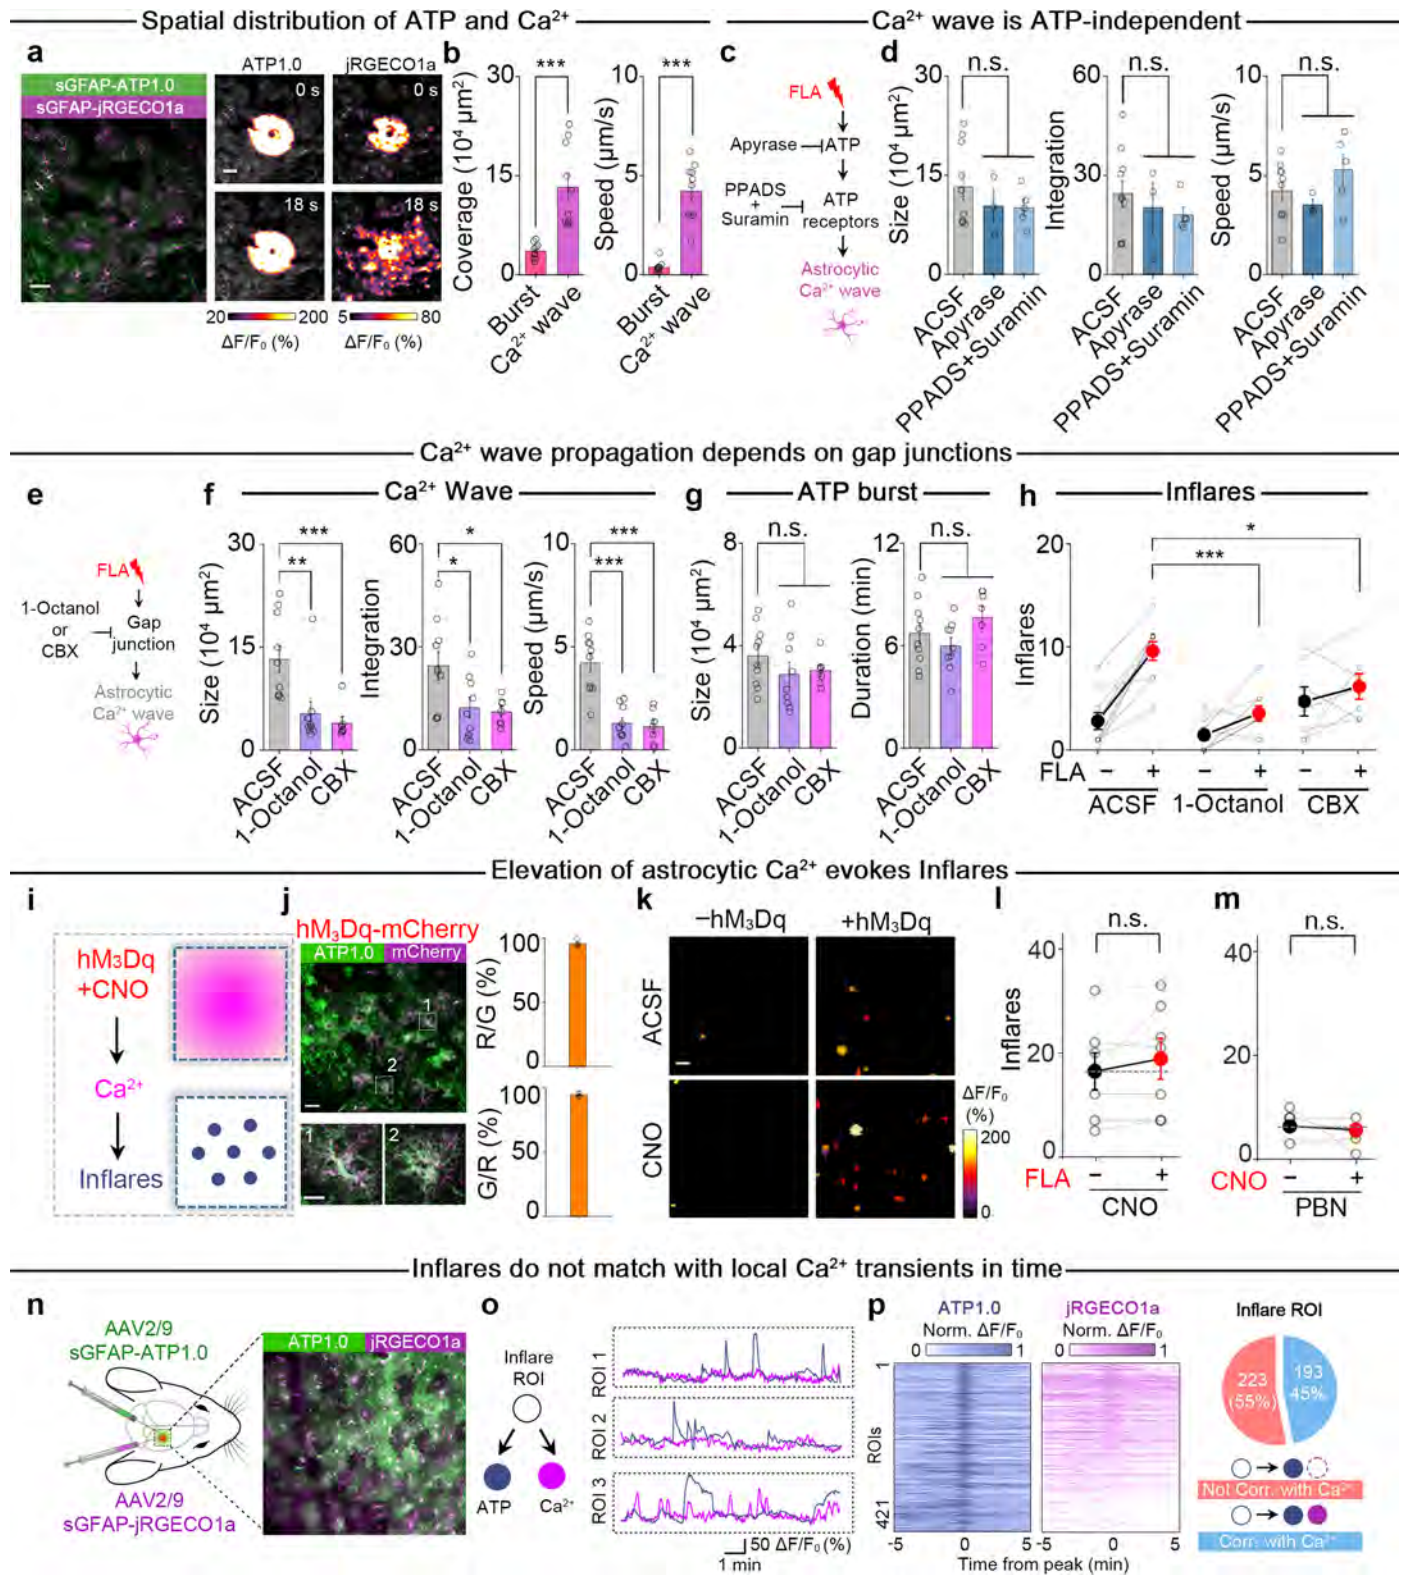 Spatial distribution of ATP and Ca²⁺
Ca²⁺ wave is ATP-independent
a
sGFAP-ATP1.0
sGFAP-jRGECO1a
ATP1.0
jRGECO1a
0 s
0 s
18 s
18 s
20 200
5 80
ΔF/F₀ (%)
ΔF/F₀ (%)
b
***
***
Coverage (10⁴ µm²)
30
15
0
Burst
Ca²⁺ wave
Speed (µm/s)
10
5
0
Burst
Ca²⁺ wave
c
FLA
Apyrase
ATP
PPADS
+
Suramin
ATP
receptors
Astrocytic
Ca²⁺ wave
d
n.s.
n.s.
n.s.
Size (10⁴ µm²)
30
15
0
ACSF
Apyrase
PPADS+Suramin
Integration
60
30
0
ACSF
Apyrase
PPADS+Suramin
Speed (µm/s)
10
5
0
ACSF
Apyrase
PPADS+Suramin
Ca²⁺ wave propagation depends on gap junctions
e
FLA
1-Octanol
or
CBX
Gap
junction
Astrocytic
Ca²⁺ wave
f
Ca²⁺ Wave
***
**
Size (10⁴ µm²)
30
15
0
ACSF
1-Octanol
CBX
*
*
Integration
60
30
0
ACSF
1-Octanol
CBX
***
***
Speed (µm/s)
10
5
0
ACSF
1-Octanol
CBX
g
ATP burst
n.s.
n.s.
Size (10⁴ µm²)
8
4
0
ACSF
1-Octanol
CBX
Duration (min)
12
6
0
ACSF
1-Octanol
CBX
h
Inflares
*
***
Inflares
20
10
0
FLA
− + − + − +
ACSF 1-Octanol CBX
Elevation of astrocytic Ca²⁺ evokes Inflares
i
hM₃Dq
+CNO
Ca²⁺
Inflares
j
hM₃Dq-mCherry
ATP1.0
mCherry
1
2
1
2
R/G (%)
100
50
0
G/R (%)
100
50
0
k
−hM₃Dq
+hM₃Dq
ACSF
CNO
ΔF/F₀
(%)
200
0
l
n.s.
Inflares
40
20
0
FLA
− +
CNO
m
n.s.
40
20
0
CNO
− +
PBN
Inflares do not match with local Ca²⁺ transients in time
n
AAV2/9
sGFAP-ATP1.0
AAV2/9
sGFAP-jRGECO1a
ATP1.0
jRGECO1a
o
Inflare
ROI
ATP
Ca²⁺
ROI 1
ROI 2
ROI 3
50 ΔF/F₀ (%)
1 min
p
ATP1.0
Norm. ΔF/F₀
0 1
jRGECO1a
Norm. ΔF/F₀
0 1
1
ROIs
421
-5 0 5
-5 0 5
Time from peak (min)
Inflare ROI
223
(55%)
193
45%
Not Corr. with Ca²⁺
Corr. with Ca²⁺